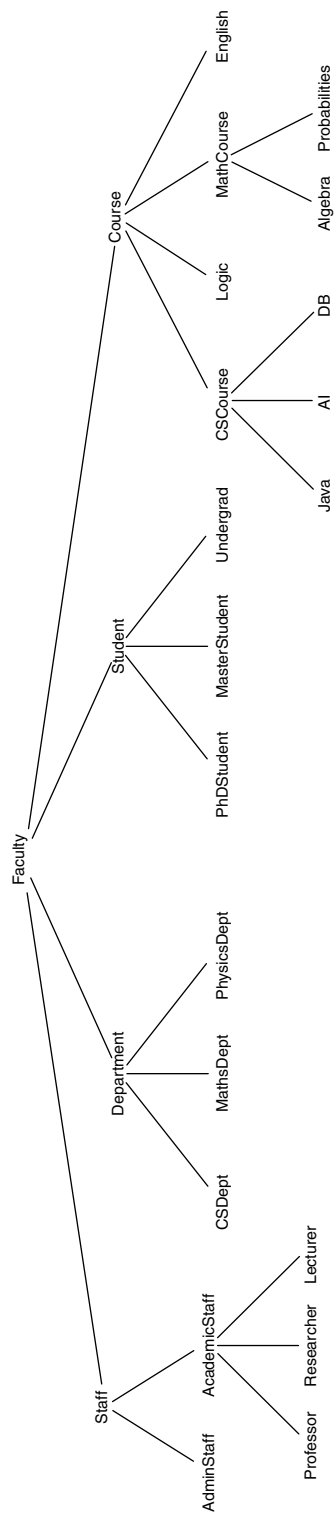 Faculty
Staff
Department
Student
Course
AdminStaff
AcademicStaff
CSDept
MathsDept
PhysicsDept
PhDStudent
MasterStudent
Undergrad
CSCourse
Logic
MathCourse
English
Professor
Researcher
Lecturer
Java
AI
DB
Algebra
Probabilities